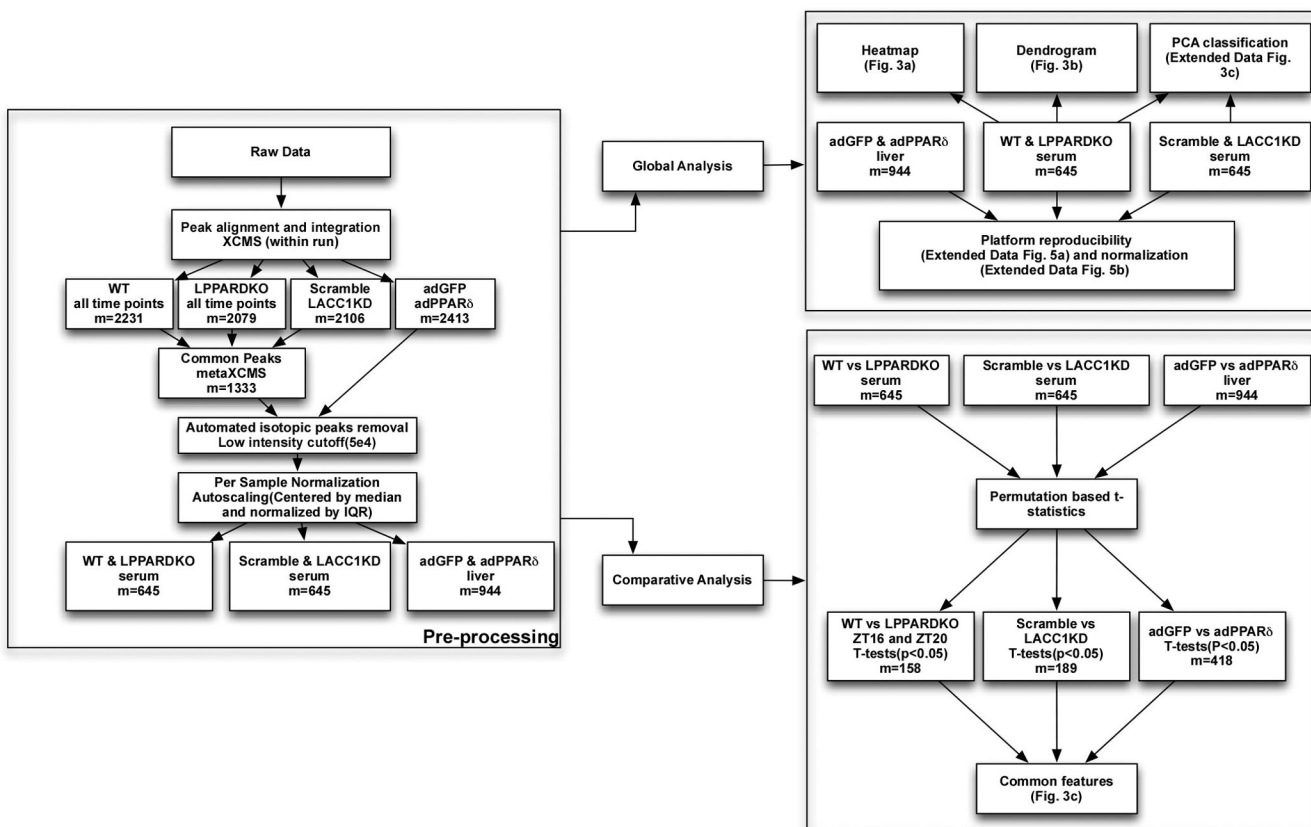 Raw Data
Peak alignment and integration
XCMS (within run)
WT
all time points
m=2231
LPPARDKO
all time points
m=2079
Scramble
LACC1KD
m=2106
adGFP
adPPARδ
m=2413
Common Peaks
metaXCMS
m=1333
Automated isotopic peaks removal
Low intensity cutoff(5e4)
Per Sample Normalization
Autoscaling(Centered by median
and normalized by IQR)
WT & LPPARDKO
serum
m=645
Scramble & LACC1KD
serum
m=645
adGFP & adPPARδ
liver
m=944
Pre-processing
Global Analysis
Comparative Analysis
Heatmap
(Fig. 3a)
Dendrogram
(Fig. 3b)
PCA classification
(Extended Data Fig.
3c)
adGFP & adPPARδ
liver
m=944
WT & LPPARDKO
serum
m=645
Scramble & LACC1KD
serum
m=645
Platform reproducibility
(Extended Data Fig. 5a) and normalization
(Extended Data Fig. 5b)
WT vs LPPARDKO
serum
m=645
Scramble vs LACC1KD
serum
m=645
adGFP vs adPPARδ
liver
m=944
Permutation based t-
statistics
WT vs LPPARDKO
ZT16 and ZT20
T-tests(p<0.05)
m=158
Scramble vs
LACC1KD
T-tests(p<0.05)
m=189
adGFP vs adPPARδ
T-tests(P<0.05)
m=418
Common features
(Fig. 3c)